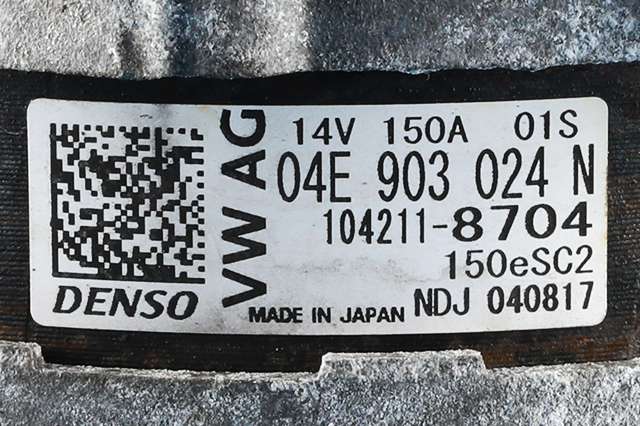 DENSO
VW AG
14V 150A 01S
04E 903 024 N
104211-8704
150eSC2
MADE IN JAPAN NDJ 040817